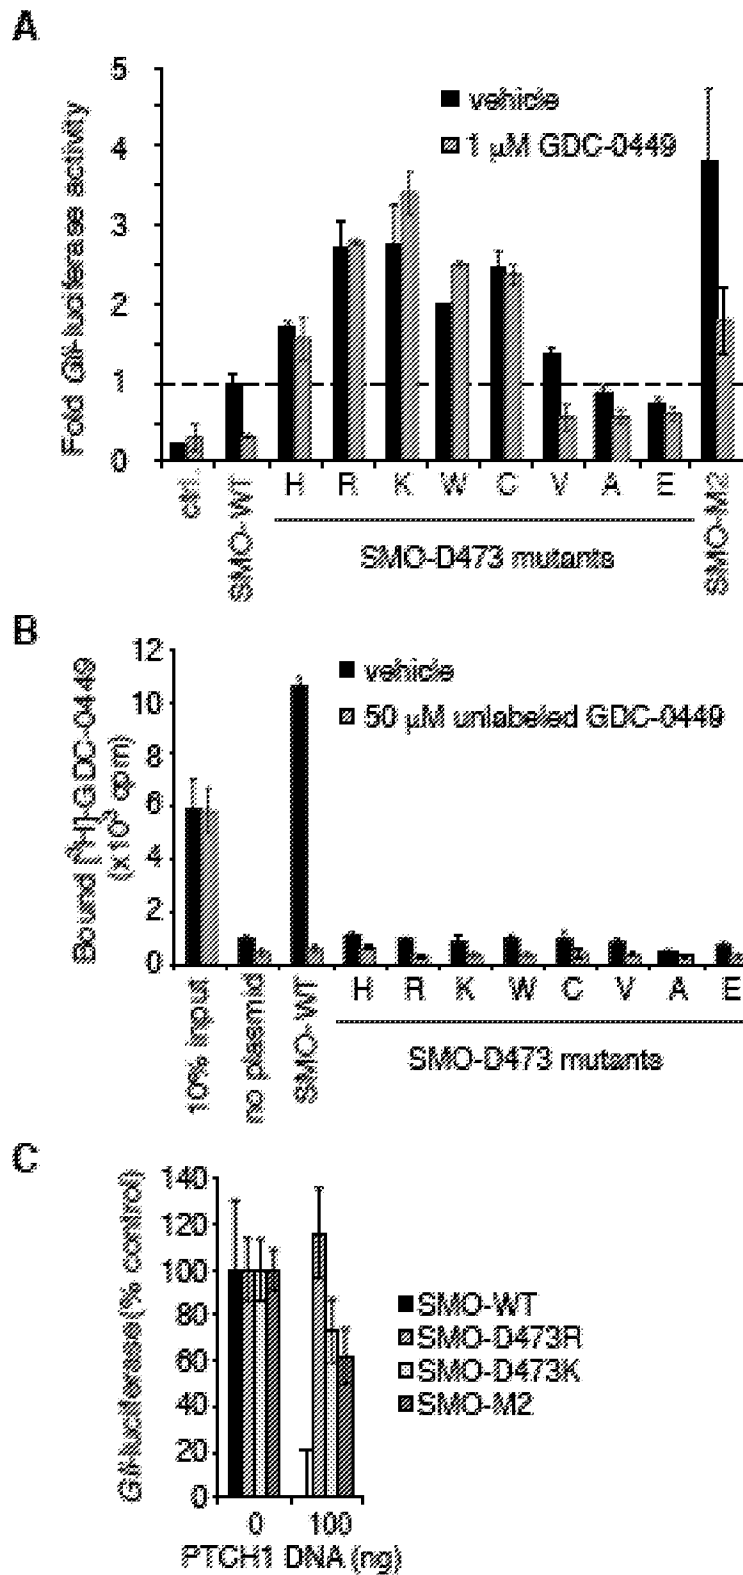 A
Fold Gli-luciferase activity
5
4
3
2
1
0
vehicle
1 µM GDC-0449
ctrl.
SMO-WT
H R K W C V A E
SMO-M2
SMO-D473 mutants
B
Bound [³H]-GDC-0449
(x10³ cpm)
12
10
8
6
4
2
0
vehicle
50 µM unlabeled GDC-0449
10% input
no plasmid
SMO-WT
H R K W C V A E
SMO-D473 mutants
C
Gli-luciferase (% control)
140
120
100
80
60
40
20
0
SMO-WT
SMO-D473R
SMO-D473K
SMO-M2
0 100
PTCH1 DNA (ng)